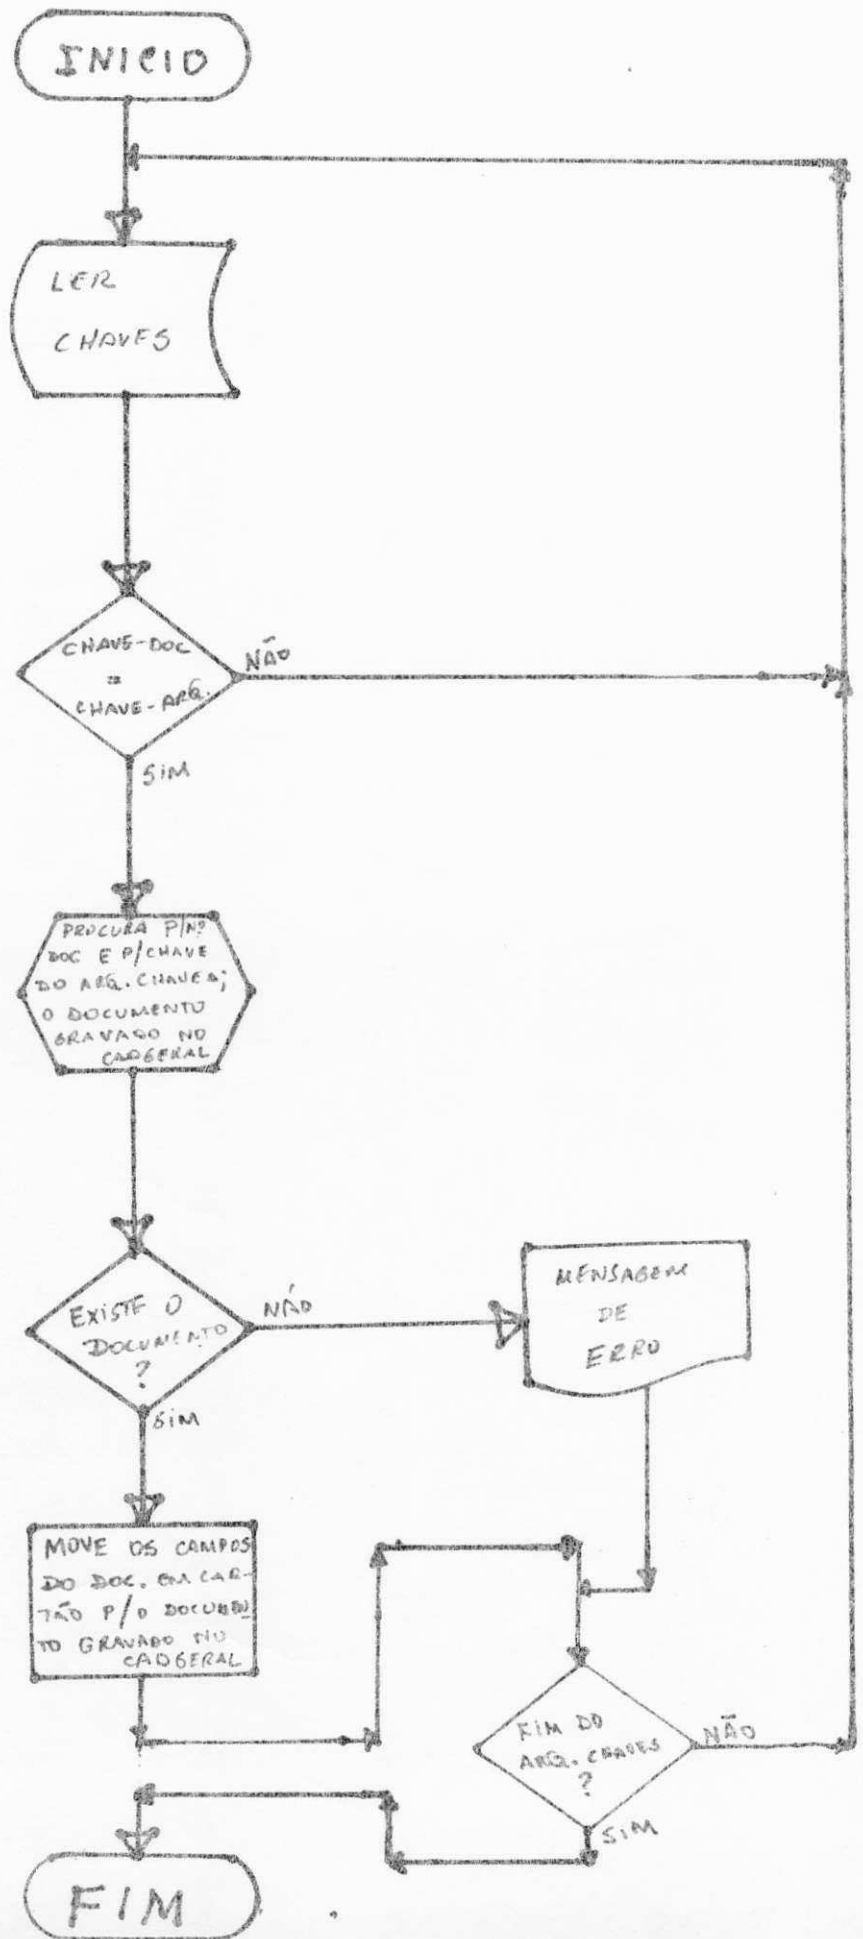 INICIO
LER
CHAVES
CHAVE-DOC
=
CHAVE-ARQ.
NÃO
SIM
PROCURA P/Nº
DOC E P/CHAVE
DO ARQ. CHAVES;
O DOCUMENTO
GRAVADO NO
CADGERAL
EXISTE O
DOCUMENTO
?
NÃO
SIM
MENSAGEM
DE
ERRO
MOVE OS CAMPOS
DO DOC. EM CAR-
TÃO P/O DOCUMEN
TO GRAVADO NO
CADGERAL
FIM DO
ARQ. CHAVES
?
NÃO
SIM
FIM